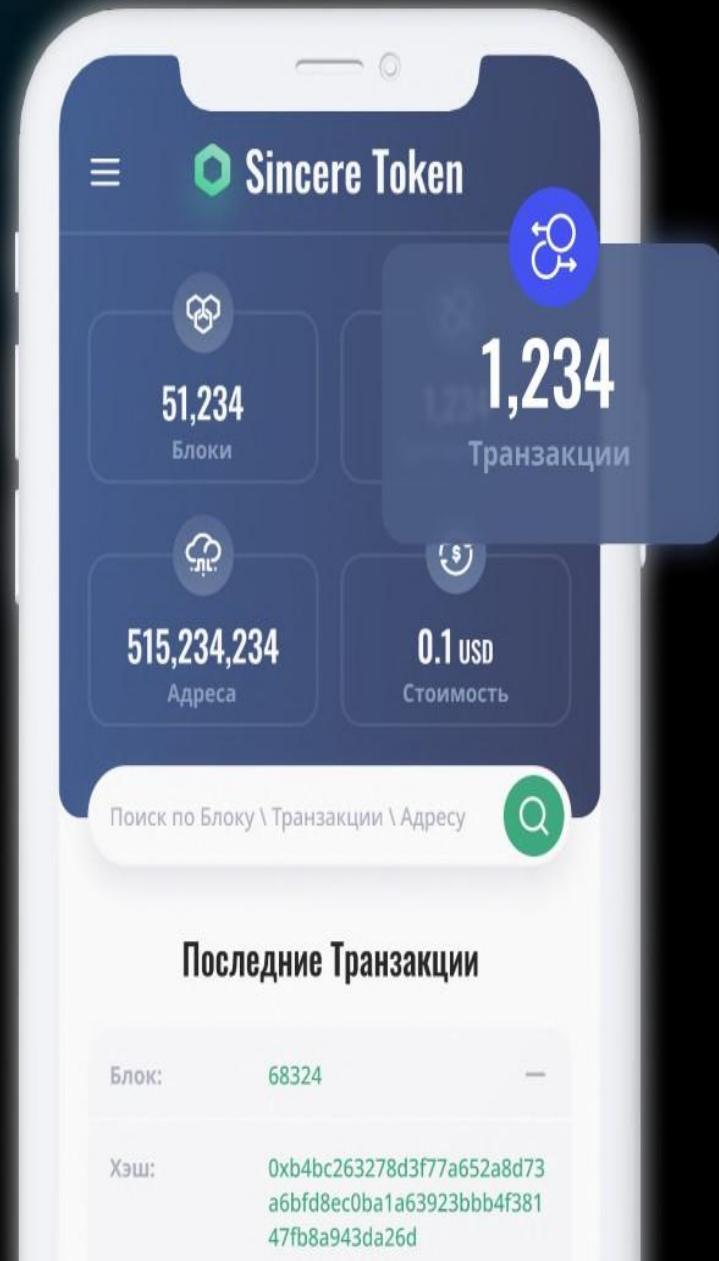 Sincere Token
51,234
Блоки
1,234
Транзакции
515,234,234
Адреса
0.1 USD
Стоимость
Поиск по Блоку \ Транзакции \ Адресу
Последние Транзакции
Блок: 68324
Хэш: 0xb4bc263278d3f77a652a8d73
a6bfd8ec0ba1a63923bbb4f381
47fb8a943da26d